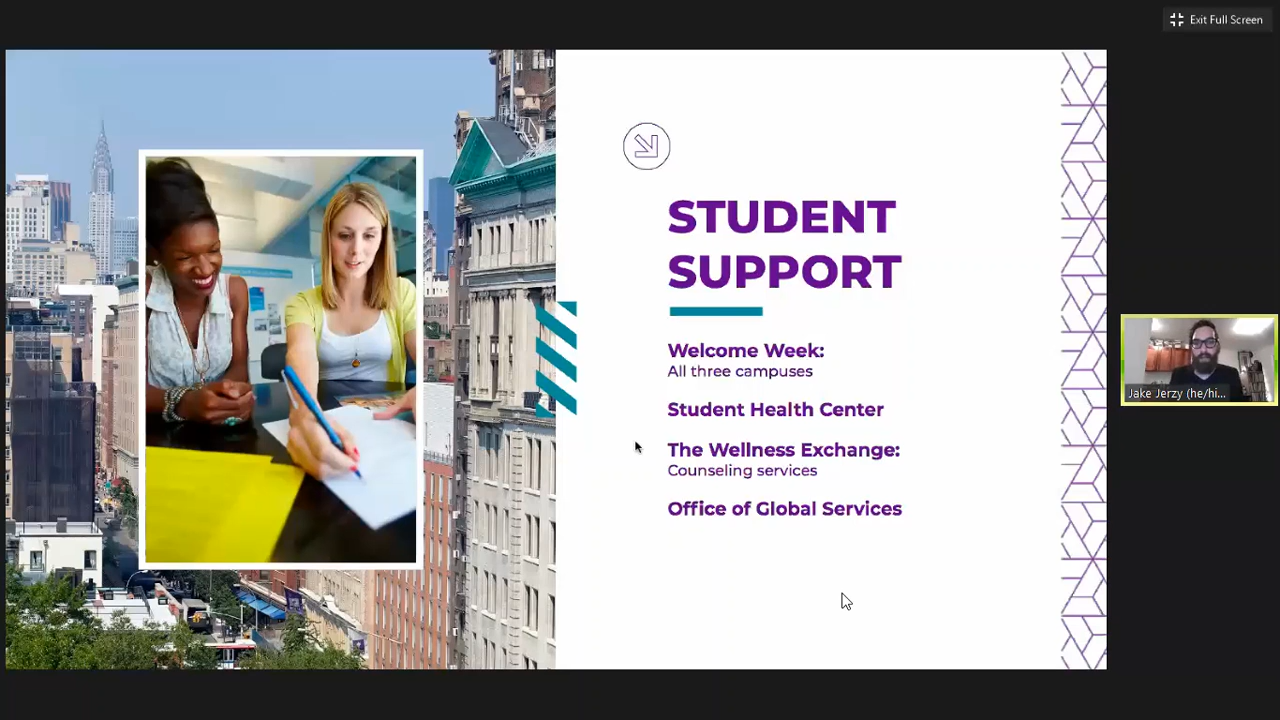 Exit Full Screen
STUDENT
SUPPORT
Welcome Week:
All three campuses
Student Health Center
The Wellness Exchange:
Counseling services
Office of Global Services
Jake Jerzy (he/hi...